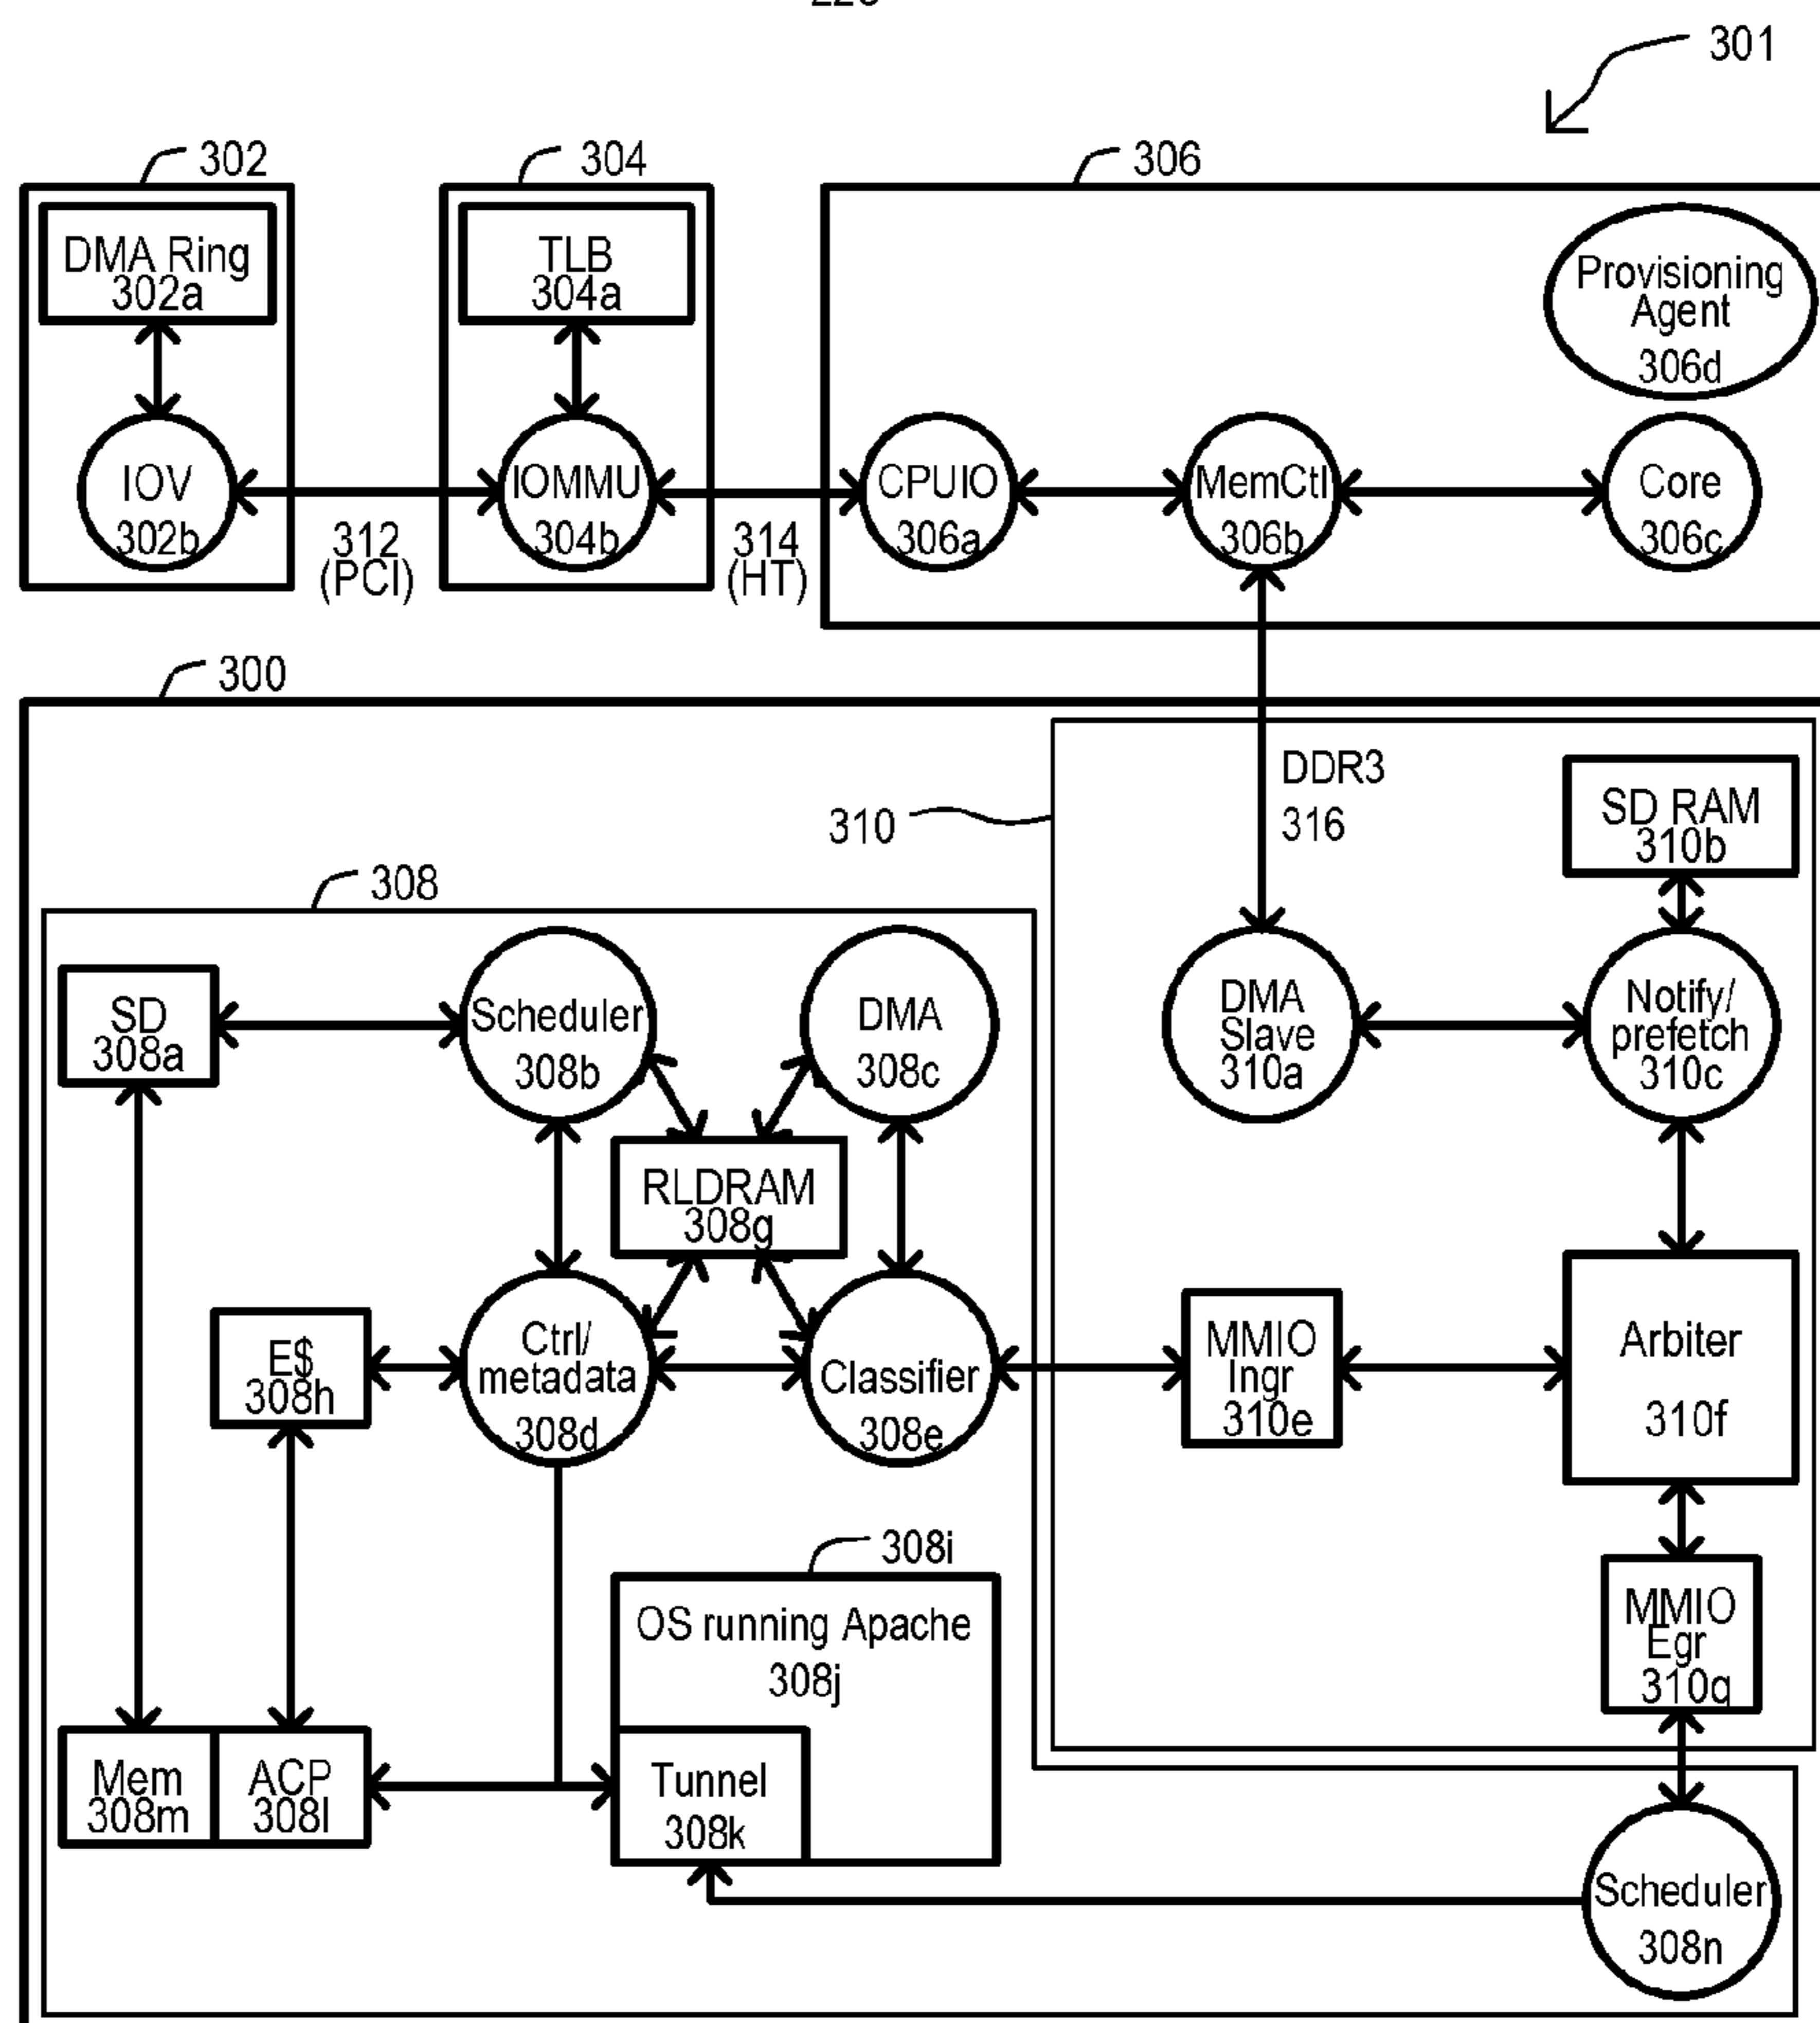 301
302
304
306
DMA Ring
302a
TLB
304a
Provisioning
Agent
306d
IOV
302b
312
(PCI)
IOMMU
304b
314
(HT)
CPUIO
306a
MemCtl
306b
Core
306c
300
310
DDR3
316
SD RAM
310b
308
SD
308a
Scheduler
308b
DMA
308c
DMA
Slave
310a
Notify/
prefetch
310c
RLDRAM
308g
E$
308h
Ctrl/
metadata
308d
Classifier
308e
MMIO
Ingr
310e
Arbiter
310f
308i
OS running Apache
308j
MMIO
Egr
310g
Mem
308m
ACP
308l
Tunnel
308k
Scheduler
308n